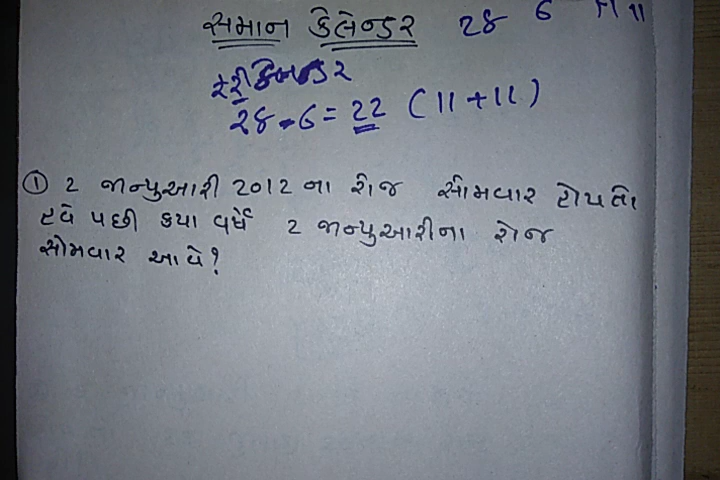 સમાન કેલેન્ડર 28 6 11 11
28 - 6 = 22 (11+11)
① 2 જાન્યુઆરી 2012 ના રોજ સોમવાર હોય તો
હવે પછી કયા વર્ષે 2 જાન્યુઆરીના રોજ
સોમવાર આવે?